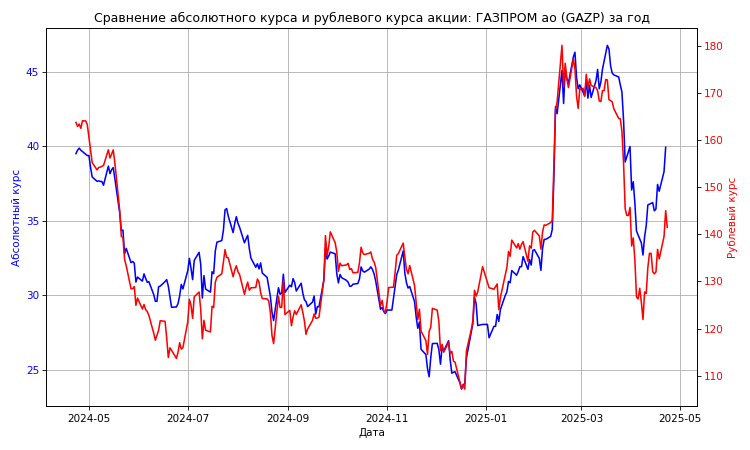 Сравнение абсолютного курса и рублевого курса акции: ГАЗПРОМ ао (GAZP) за год
Абсолютный курс
45
40
35
30
25
180
170
160
150
140
130
120
110
Рублевый курс
2024-05 2024-07 2024-09 2024-11 2025-01 2025-03 2025-05
Дата